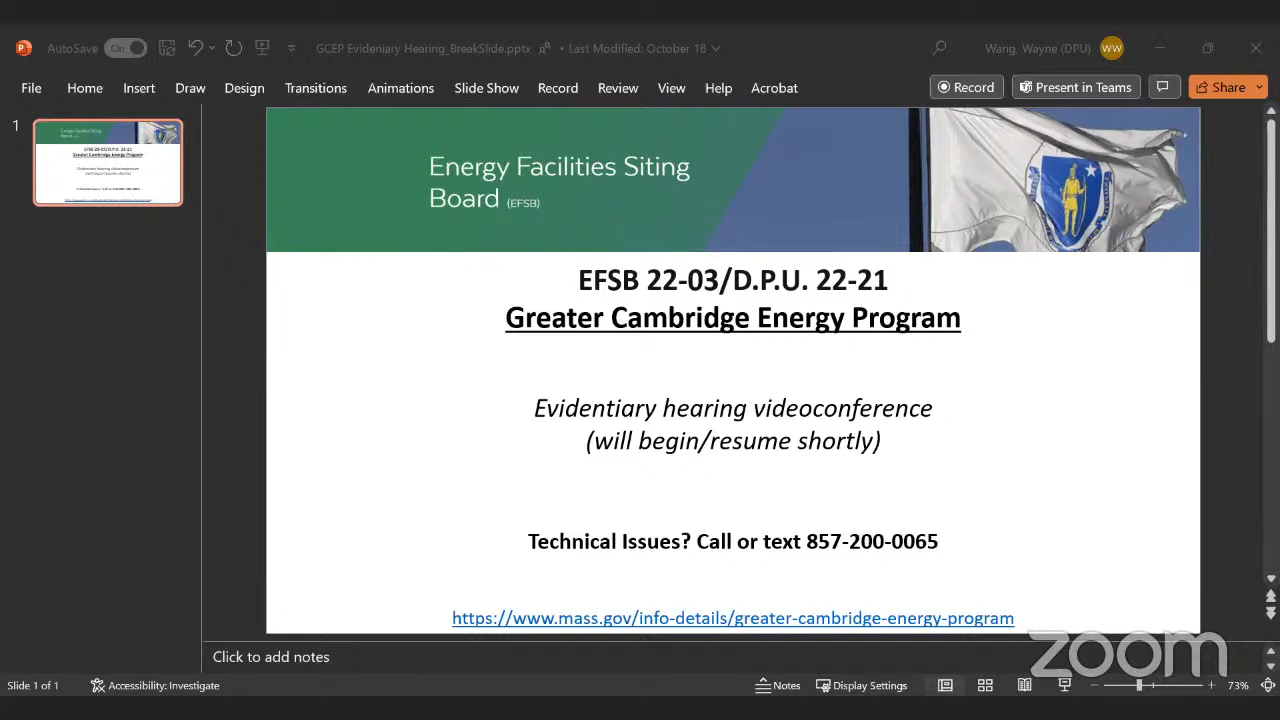 AutoSave On GCEP Evideniary Hearing_BreakSlide.pptx • Last Modified: October 18 Wang, Wayne (DPU) WW
File Home Insert Draw Design Transitions Animations Slide Show Record Review View Help Acrobat Record Present in Teams Share
1
Energy Facilities Siting
Board (EFSB)
EFSB 22-03/D.P.U. 22-21
Greater Cambridge Energy Program
Evidentiary hearing videoconference
(will begin/resume shortly)
Technical Issues? Call or text 857-200-0065
https://www.mass.gov/info-details/greater-cambridge-energy-program
Click to add notes
zoom
Slide 1 of 1 Accessibility: Investigate Notes Display Settings 73%